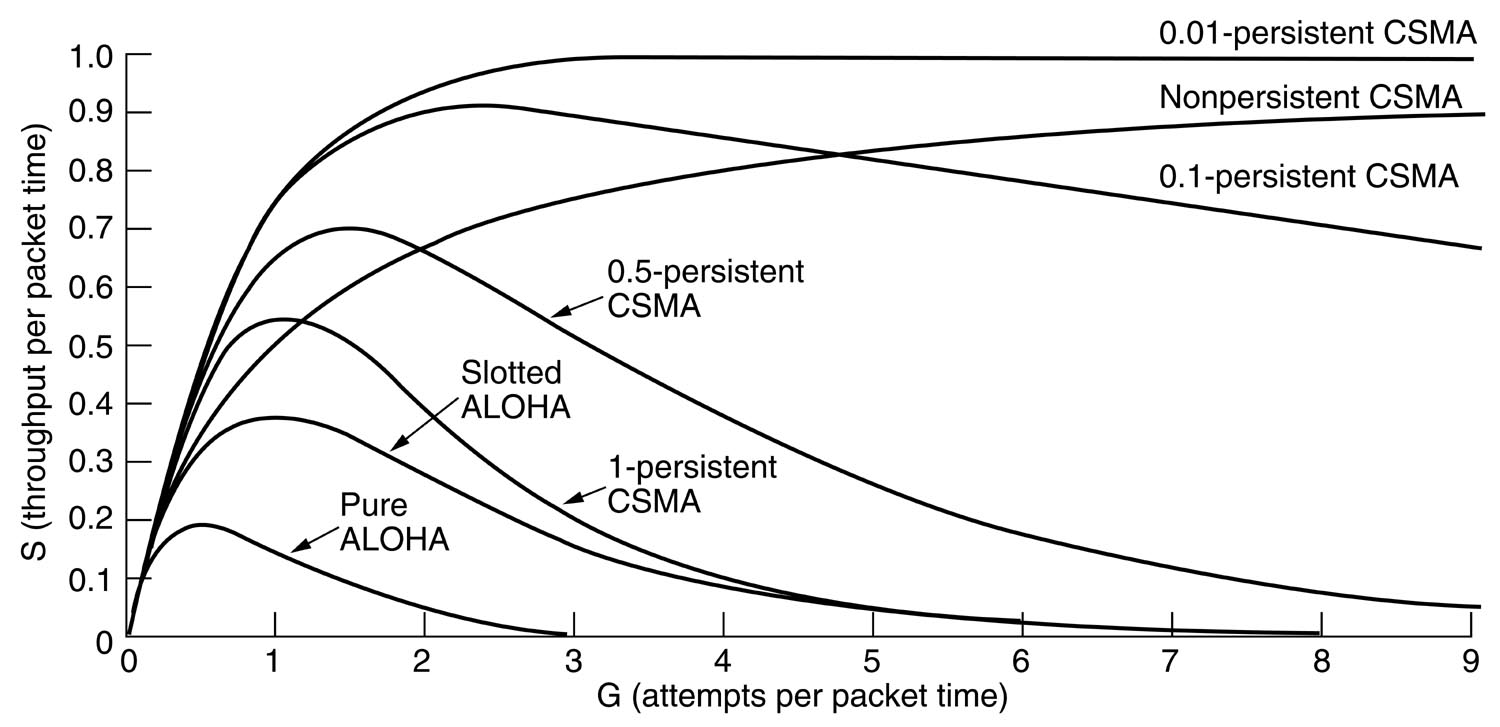 0.01-persistent CSMA
Nonpersistent CSMA
0.1-persistent CSMA
0.5-persistent
CSMA
Slotted
ALOHA
1-persistent
CSMA
Pure
ALOHA
S (throughput per packet time)
1.0
0.9
0.8
0.7
0.6
0.5
0.4
0.3
0.2
0.1
0
0 1 2 3 4 5 6 7 8 9
G (attempts per packet time)